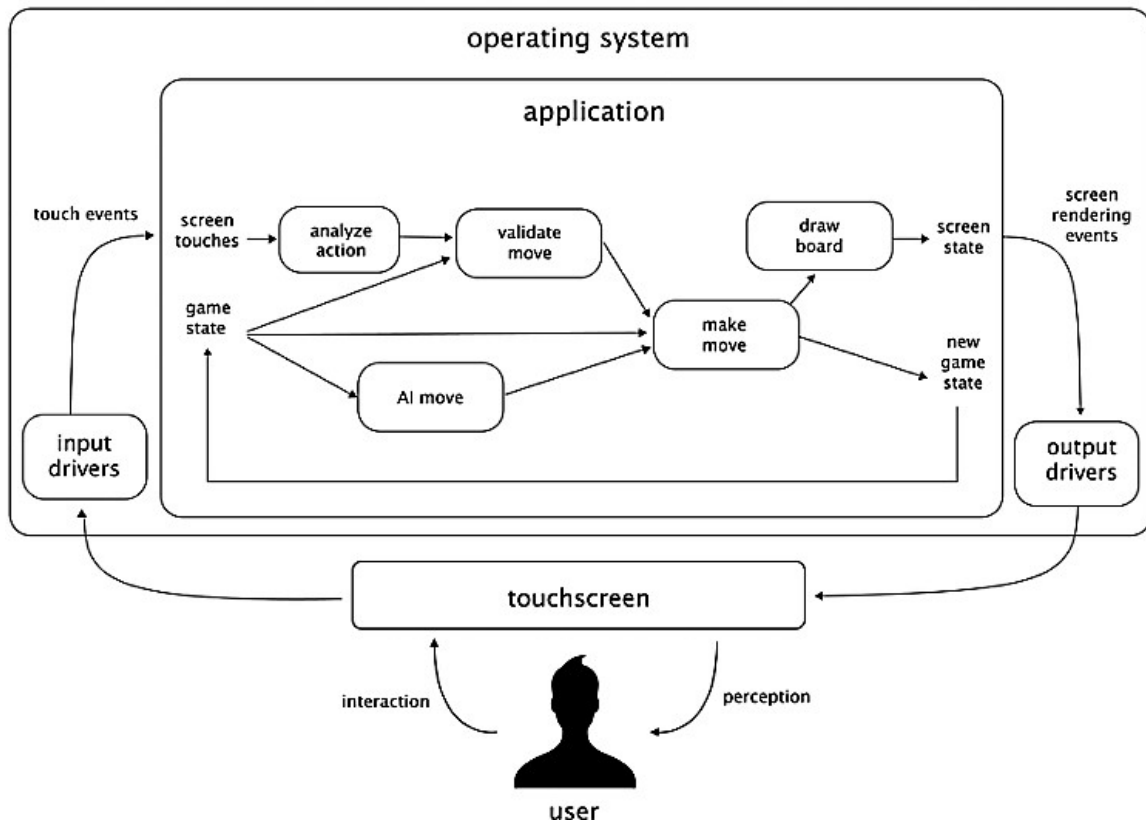 operating system
application
touch events
screen
touches
analyze
action
validate
move
draw
board
screen
state
screen
rendering
events
game
state
make
move
new
game
state
AI move
input
drivers
output
drivers
touchscreen
interaction
perception
user